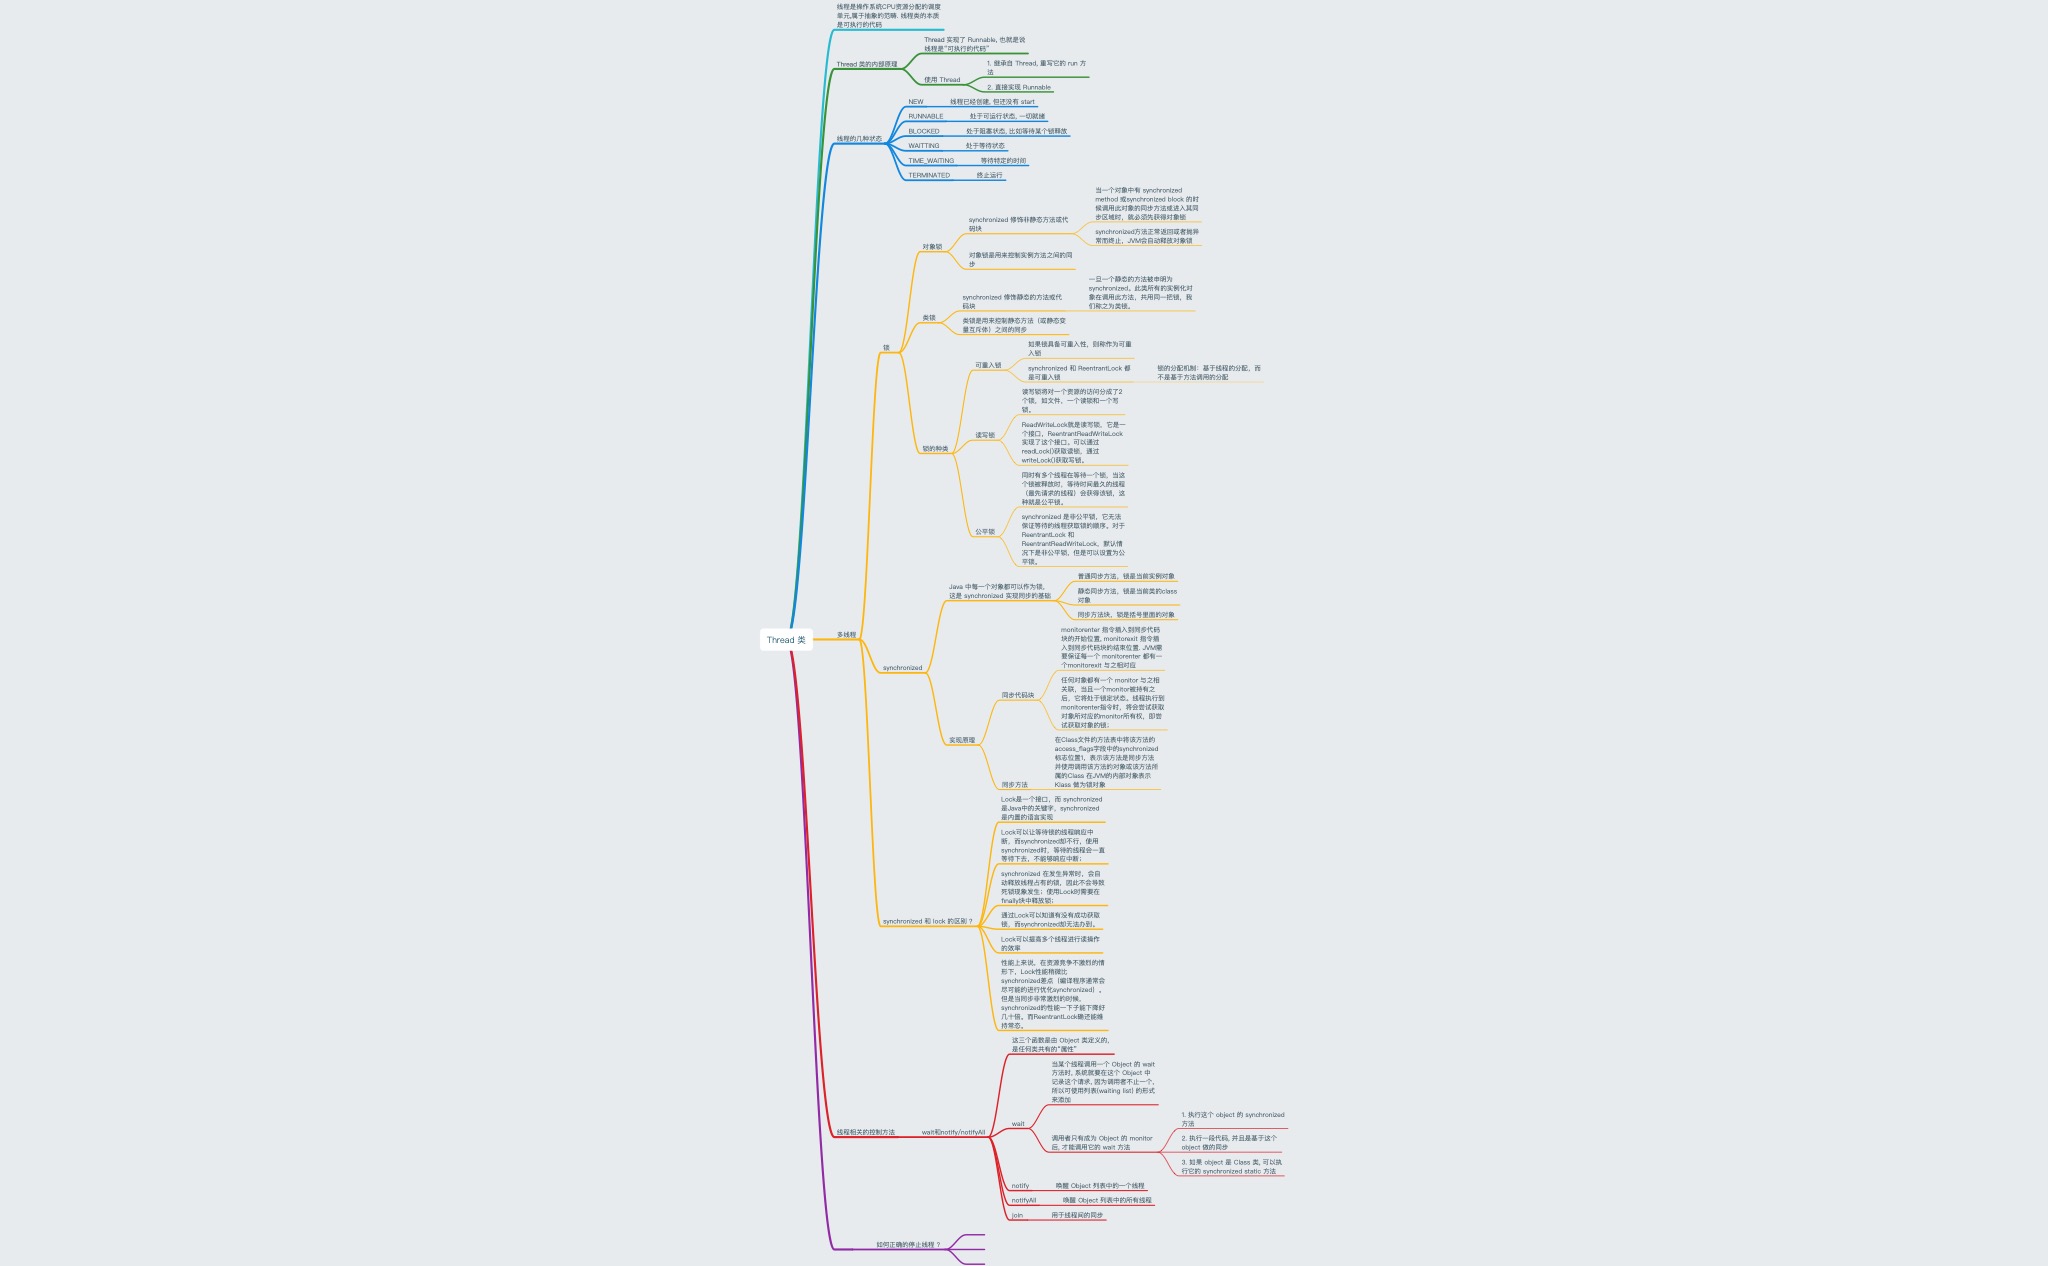 线程是操作系统CPU资源分配的调度
单元,属于抽象的范畴. 线程类的本质
是可执行的代码
Thread 类的内部原理
Thread 实现了 Runnable, 也就是说
线程是“可执行的代码”
使用 Thread
1. 继承自 Thread, 重写它的 run 方
法
2. 直接实现 Runnable
线程的几种状态
NEW
线程已经创建, 但还没有 start
RUNNABLE
处于可运行状态, 一切就绪
BLOCKED
处于阻塞状态, 比如等待某个锁释放
WAITTING
处于等待状态
TIME_WAITING
等待特定的时间
TERMINATED
终止运行
Thread 类
多线程
锁
对象锁
synchronized 修饰非静态方法或代
码块
当一个对象中有 synchronized
method 或synchronized block 的时
候调用此对象的同步方法或进入其同
步区域时，就必须先获得对象锁
synchronized方法正常返回或者抛异
常而终止，JVM会自动释放对象锁
对象锁是用来控制实例方法之间的同
步
类锁
synchronized 修饰静态的方法或代
码块
一旦一个静态的方法被申明为
synchronized。此类所有的实例化对
象在调用此方法，共用同一把锁，我
们称之为类锁。
类锁是用来控制静态方法（或静态变
量互斥体）之间的同步
锁的种类
可重入锁
如果锁具备可重入性，则称作为可重
入锁
synchronized 和 ReentrantLock 都
是可重入锁
锁的分配机制：基于线程的分配，而
不是基于方法调用的分配
读写锁
读写锁将对一个资源的访问分成了2
个锁，如文件，一个读锁和一个写
锁。
ReadWriteLock就是读写锁，它是一
个接口，ReentrantReadWriteLock
实现了这个接口。可以通过
readLock()获取读锁，通过
writeLock()获取写锁。
公平锁
同时有多个线程在等待一个锁，当这
个锁被释放时，等待时间最久的线程
（最先请求的线程）会获得该锁，这
种就是公平锁。
synchronized 是非公平锁，它无法
保证等待的线程获取锁的顺序。对于
ReentrantLock 和
ReentrantReadWriteLock，默认情
况下是非公平锁，但是可以设置为公
平锁。
synchronized
Java 中每一个对象都可以作为锁，
这是 synchronized 实现同步的基础
普通同步方法，锁是当前实例对象
静态同步方法，锁是当前类的class
对象
同步方法块，锁是括号里面的对象
实现原理
同步代码块
monitorenter 指令插入到同步代码
块的开始位置, monitorexit 指令插
入到同步代码块的结束位置. JVM需
要保证每一个 monitorenter 都有一
个monitorexit 与之相对应
任何对象都有一个 monitor 与之相
关联，当且一个monitor被持有之
后，它将处于锁定状态。线程执行到
monitorenter指令时，将会尝试获取
对象所对应的monitor所有权，即尝
试获取对象的锁；
同步方法
在Class文件的方法表中将该方法的
access_flags字段中的synchronized
标志位置1，表示该方法是同步方法
并使用调用该方法的对象或该方法所
属的Class 在JVM的内部对象表示
Klass 做为锁对象
synchronized 和 lock 的区别 ?
Lock是一个接口，而 synchronized
是Java中的关键字，synchronized
是内置的语言实现
Lock可以让等待锁的线程响应中
断，而synchronized却不行，使用
synchronized时，等待的线程会一直
等待下去，不能够响应中断；
synchronized 在发生异常时，会自
动释放线程占有的锁，因此不会导致
死锁现象发生；使用Lock时需要在
finally块中释放锁；
通过Lock可以知道有没有成功获取
锁，而synchronized却无法办到。
Lock可以提高多个线程进行读操作
的效率
性能上来说，在资源竞争不激烈的情
形下，Lock性能稍微比
synchronized差点（编译程序通常会
尽可能的进行优化synchronized）。
但是当同步非常激烈的时候，
synchronized的性能一下子能下降好
几十倍。而ReentrantLock确还能维
持常态。
线程相关的控制方法
wait和notify/notifyAll
这三个函数是由 Object 类定义的,
是任何类共有的“属性”
wait
当某个线程调用一个 Object 的 wait
方法时, 系统就要在这个 Object 中
记录这个请求, 因为调用者不止一个,
所以可使用列表(waiting list) 的形式
来添加
调用者只有成为 Object 的 monitor
后, 才能调用它的 wait 方法
1. 执行这个 object 的 synchronized
方法
2. 执行一段代码, 并且是基于这个
object 做的同步
3. 如果 object 是 Class 类, 可以执
行它的 synchronized static 方法
notify
唤醒 Object 列表中的一个线程
notifyAll
唤醒 Object 列表中的所有线程
join
用于线程间的同步
如何正确的停止线程 ?